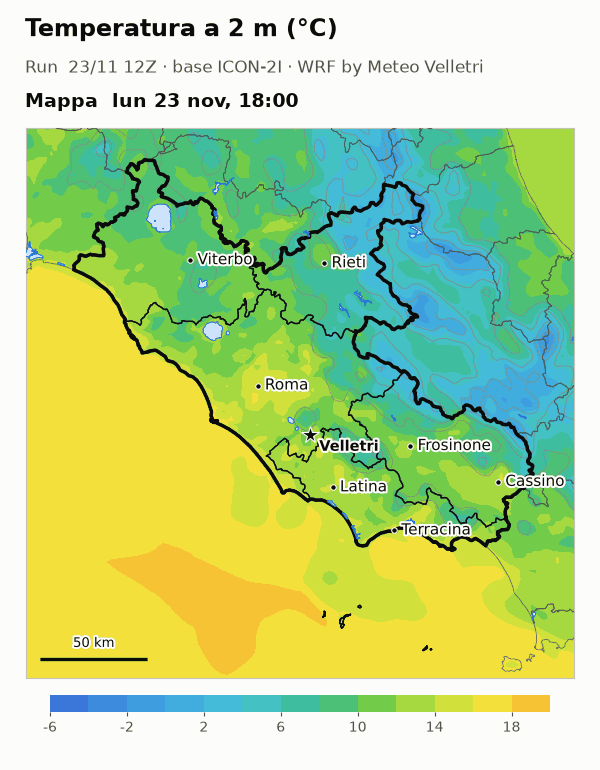 Temperatura a 2 m (°C)
Run  23/11 12Z · base ICON-2I · WRF by Meteo Velletri
Mappa  lun 23 nov, 18:00
Viterbo
Rieti
Roma
Velletri
Frosinone
Cassino
Latina
Terracina
50 km
-6 -2 2 6 10 14 18